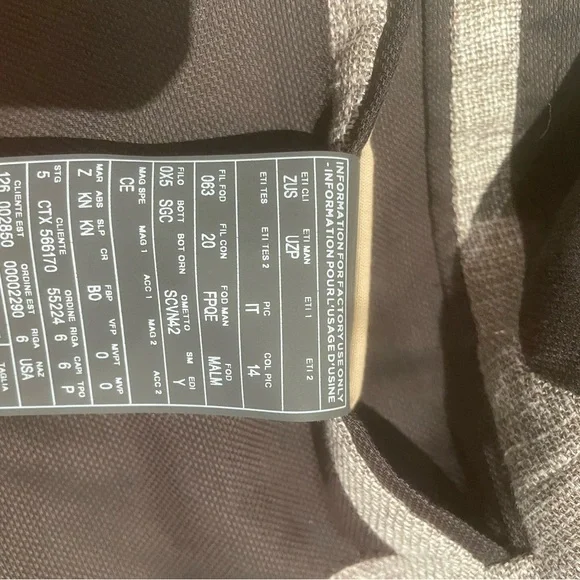 INFORMATION FOR FACTORY USE ONLY
- INFORMATION POUR L'USAGE D'USINE
ETI CLI ETI MAN ETI 1 ETI 2
ZUS UZP
ETI TES ETI TES 2 PIC COL PIC
IT 14
FIL FOD FIL CON FOD MAN FOD
063 20 FPQE MALM
FILO BOTT BOT ORN OMETTO SM EDI
0X5 SGC SCVN42 Y
MAG SPE MAG 1 ACC 1 MAG 2 ACC 2
CE
MAR ABS SLP CR FBP VFP MVPT MVP
Z KN KN BO 0 0
STG CLIENTE ORDINE RIGA CAR TPO
5 CTX 566170 55224 6 6 P
CLIENTE EST ORDINE EST RIGA NAZ
126 002850 00002290 6 USA
TAGLIA